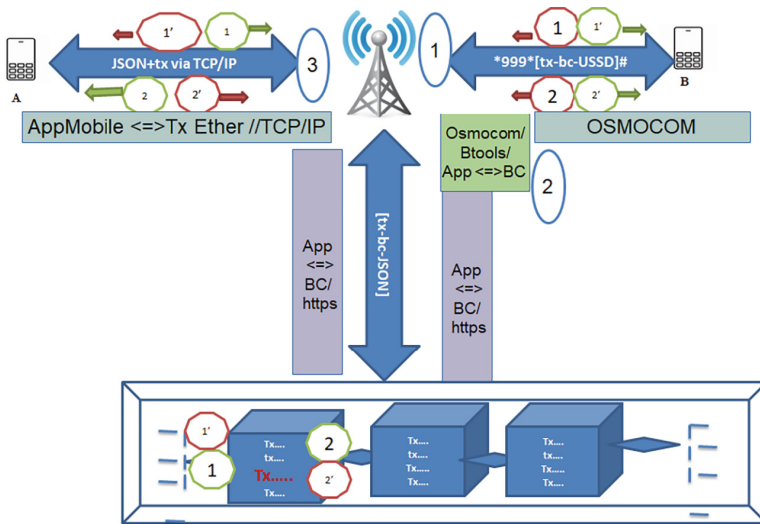 1'
1
JSON+tx via TCP/IP
A
2
2'
3
AppMobile <=>Tx Ether //TCP/IP
1
1
1'
*999*[tx-bc-USSD]#
B
2
2'
Osmocom/
Btools/
App <=>BC
OSMOCOM
2
App
<=>
BC/
https
[tx-bc-JSON]
App
<=>
BC/
https
1'
1
Tx....
tx....
Tx.....
Tx....
2
2'
Tx....
tx....
Tx.....
Tx....
Tx....
tx....
Tx....
Tx....